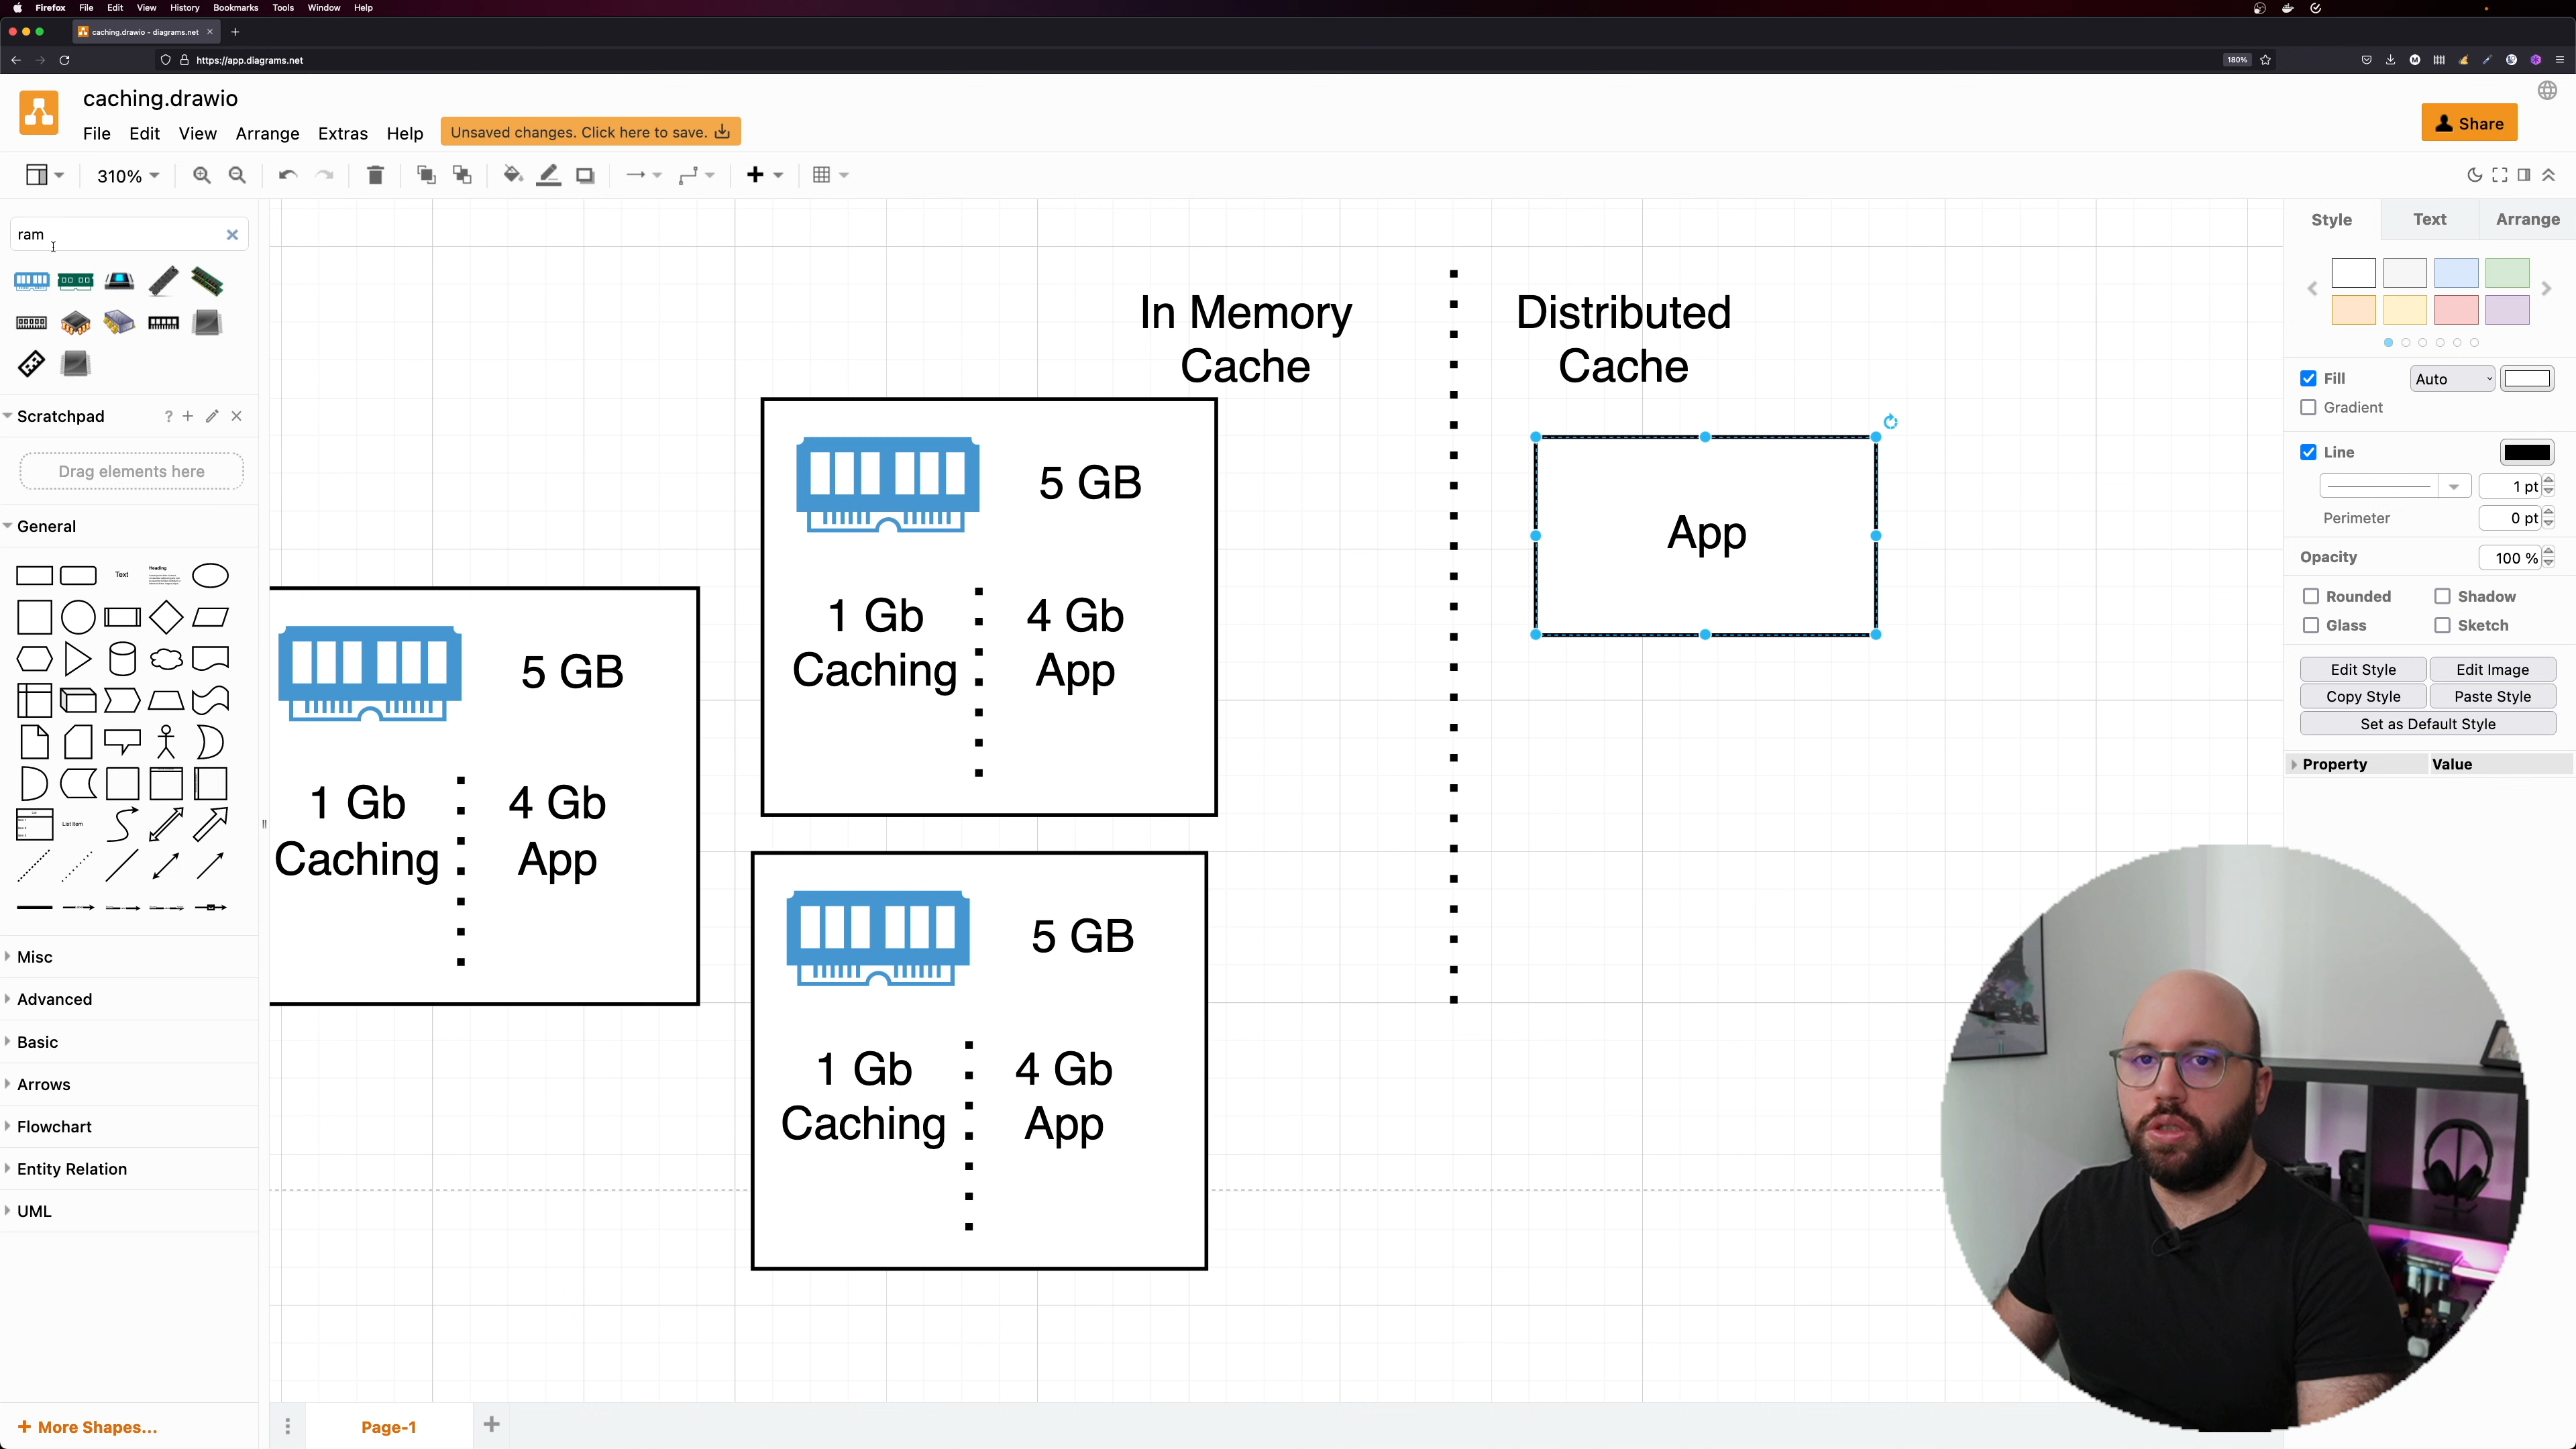 Firefox File Edit View History Bookmarks Tools Window Help
caching.drawio - diagrams.net
https://app.diagrams.net
180%
caching.drawio
File Edit View Arrange Extras Help Unsaved changes. Click here to save.
Share
310%
ram
Scratchpad
?
Drag elements here
General
Text
Heading
List Item
Misc
Advanced
Basic
Arrows
Flowchart
Entity Relation
UML
More Shapes...
In Memory
Cache
Distributed
Cache
5 GB
1 Gb
Caching
4 Gb
App
5 GB
1 Gb
Caching
4 Gb
App
5 GB
1 Gb
Caching
4 Gb
App
App
Page-1
Style Text Arrange
Fill Auto
Gradient
Line
1 pt
Perimeter 0 pt
Opacity 100 %
Rounded Shadow
Glass Sketch
Edit Style Edit Image
Copy Style Paste Style
Set as Default Style
Property Value